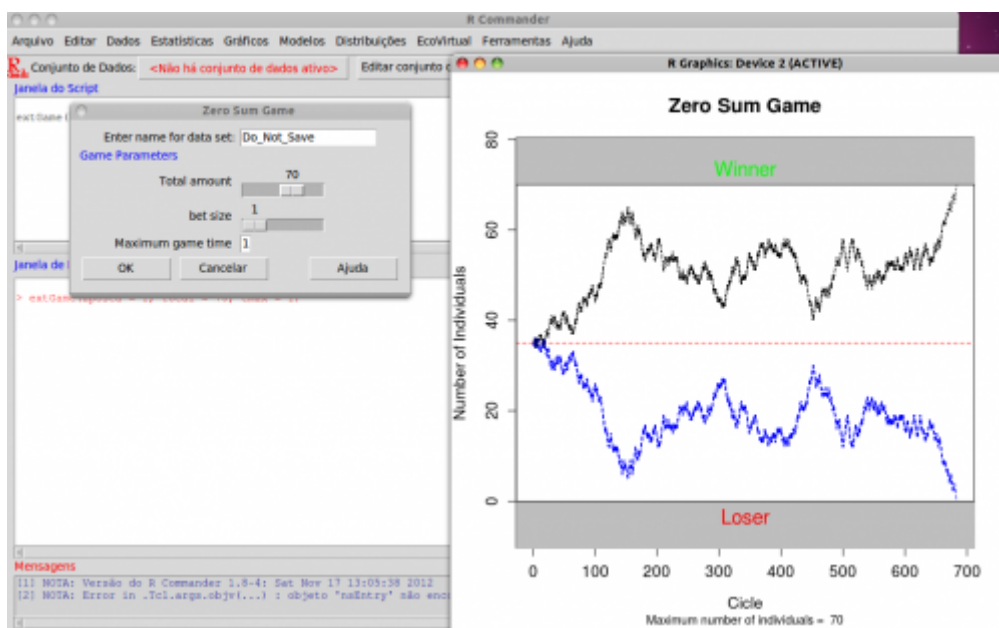 R Commander
Arquivo Editar Dados Estatísticas Gráficos Modelos Distribuições EcoVirtual Ferramentas Ajuda
Conjunto de Dados: <Não há conjunto de dados ativo> Editar conjunto
Janela do Script
Zero Sum Game
Enter name for data set: Do_Not_Save
Game Parameters
Total amount 70
bet size 1
Maximum game time 1
OK Cancelar Ajuda
Janela de
Mensagens
[1] NOTA: Versão do R Commander 1.8-4: Sat Nov 17 13:05:38 2012
[2] NOTA: Error in .Tcl.args.objv(...) : objeto "naEntry" não
R Graphics: Device 2 (ACTIVE)
Zero Sum Game
Winner
Loser
Number of Individuals
80
60
40
20
0
0 100 200 300 400 500 600 700
Cicle
Maximum number of individuals = 70